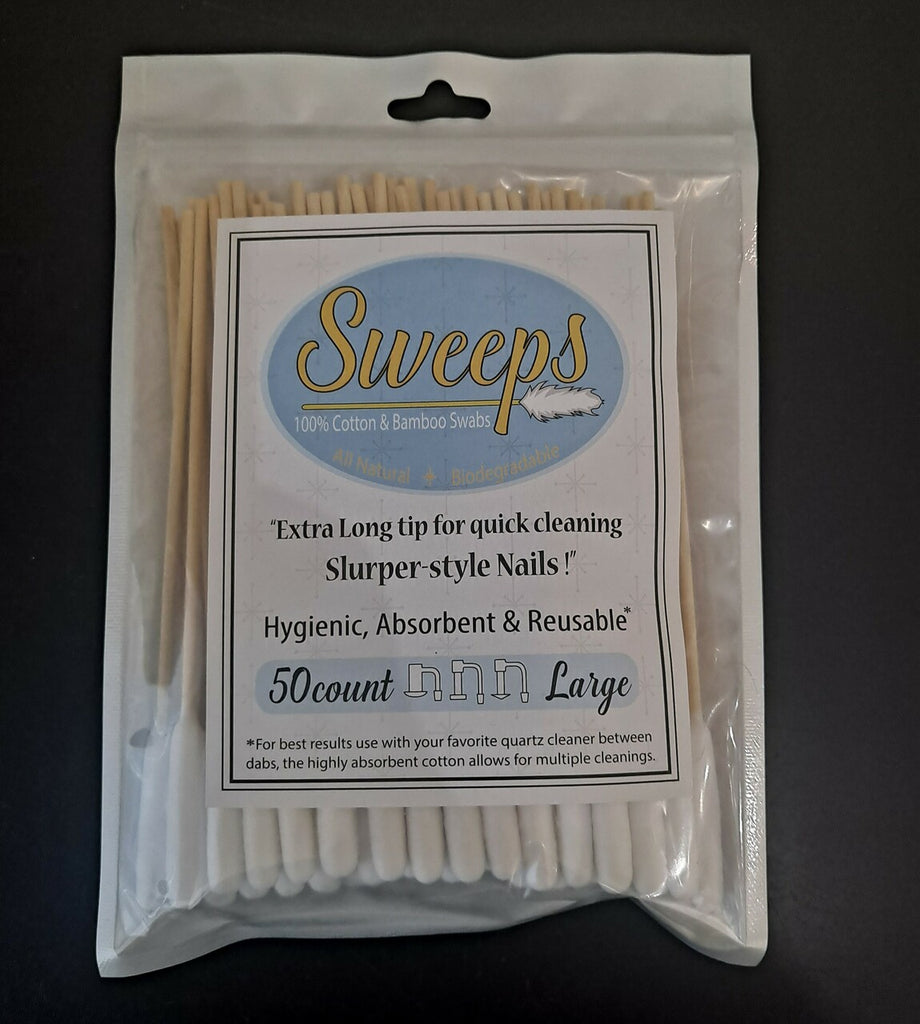 Sweeps
100% Cotton & Bamboo Swabs
All Natural Biodegradable
"Extra Long tip for quick cleaning
Slurper-style Nails !"
Hygienic, Absorbent & Reusable*
50count Large
*For best results use with your favorite quartz cleaner between
dabs, the highly absorbent cotton allows for multiple cleanings.